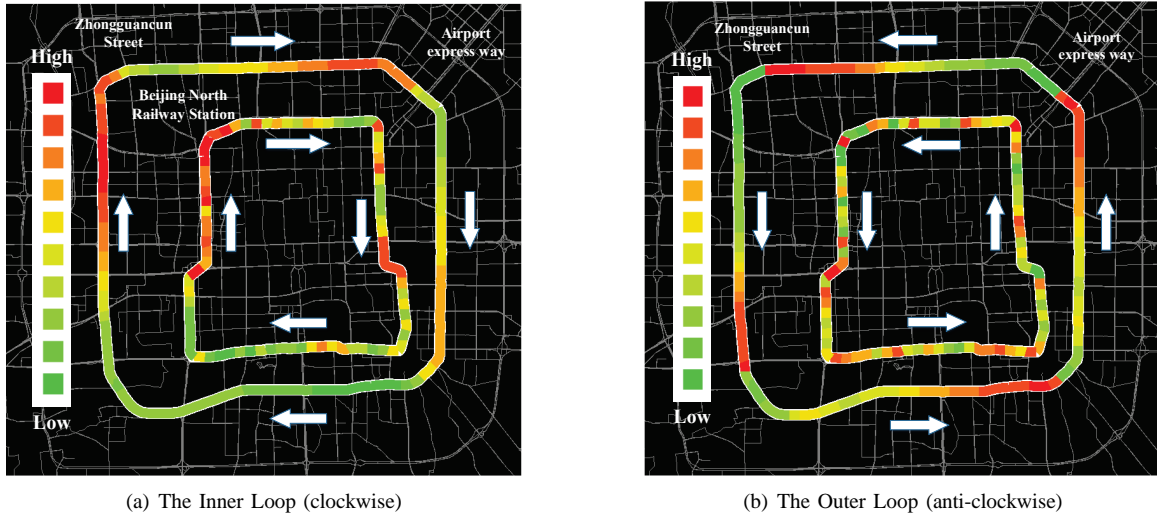 Zhongguancun
Street
High
Airport
express way
Beijing North
Railway Station
Low
Zhongguancun
Street
High
Airport
express way
Low
(a) The Inner Loop (clockwise)
(b) The Outer Loop (anti-clockwise)